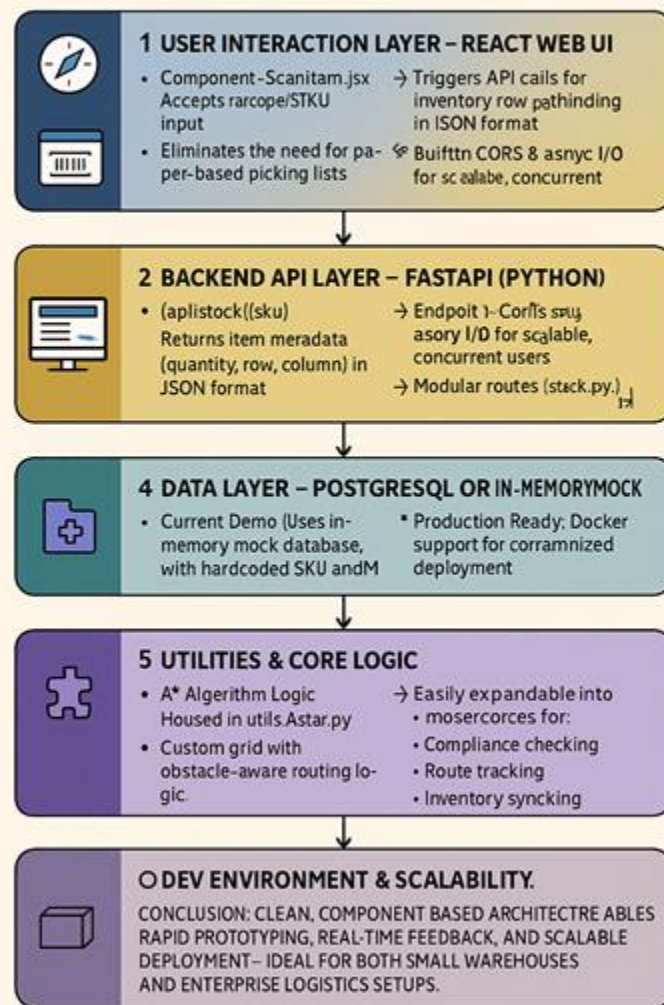 1 USER INTERACTION LAYER – REACT WEB UI
• Component-Scanitam.jsx
Accepts rarcope/STKU
input
• Eliminates the need for pa-
per-based picking lists
→ Triggers API cails for
inventory row pathinding
in ISON format
Buifttn CORS & asnyc I/O
for sc alabe, concurrent
2 BACKEND API LAYER – FASTAPI (PYTHON)
• (aplistock((sku)
Returns item meradata
(quantity, row, column) in
JSON format
→ Endpoit
asory I/0 for scalable,
concurrent users
→ Modular routes (stack.py.)
4 DATA LAYER – POSTGRESQL OR IN-MEMORYMOCK
• Current Demo (Uses in-
memory mock database,
with hardcoded SKU andM
• Production Ready; Docker
support for corramnized
deployment
5 UTILITIES & CORE LOGIC
• A* Algorithm Logic
Housed in utils.Astar.py
• Custom grid with
obstacle-aware routing lo-
gic.
→ Easily expandable into
• mosercorces for:
• Compliance checking
• Route tracking
• Inventory syncking
O DEV ENVIRONMENT & SCALABILITY.
CONCLUSION: CLEAN, COMPONENT BASED ARCHITECTRE ABLES
RAPID PROTOTYPING, REAL-TIME FEEDBACK, AND SCALABLE
DEPLOYMENT– IDEAL FOR BOTH SMALL WAREHOUSES
AND ENTERPRISE LOGISTICS SETUPS.